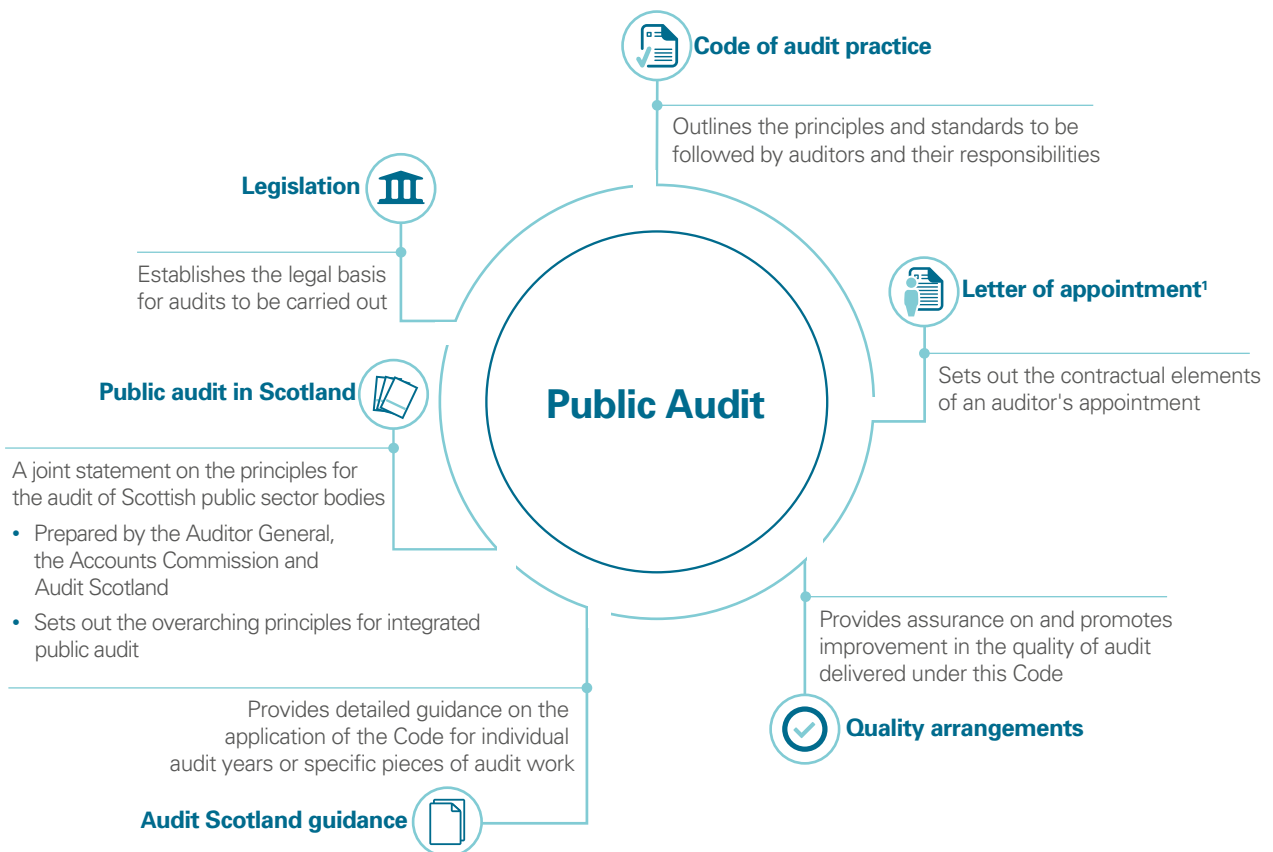 Code of audit practice
Outlines the principles and standards to be
followed by auditors and their responsibilities
Legislation
Establishes the legal basis
for audits to be carried out
Letter of appointment¹
Sets out the contractual elements
of an auditor's appointment
Public audit in Scotland
A joint statement on the principles for
the audit of Scottish public sector bodies
• Prepared by the Auditor General,
the Accounts Commission and
Audit Scotland
• Sets out the overarching principles for integrated
public audit
Public Audit
Provides assurance on and promotes
improvement in the quality of audit
delivered under this Code
Quality arrangements
Provides detailed guidance on the
application of the Code for individual
audit years or specific pieces of audit work
Audit Scotland guidance